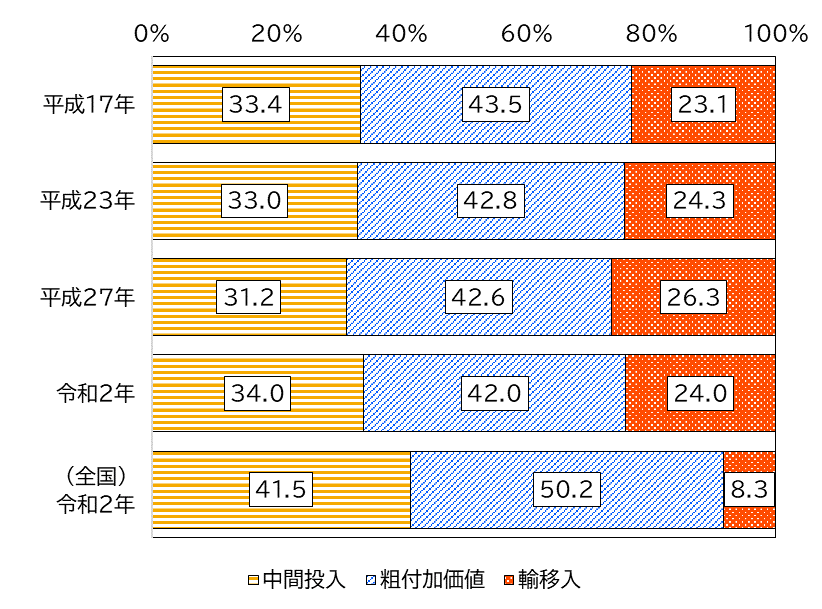 0% 20% 40% 60% 80% 100%
平成17年 33.4 43.5 23.1
平成23年 33.0 42.8 24.3
平成27年 31.2 42.6 26.3
令和2年 34.0 42.0 24.0
（全国）
令和2年 41.5 50.2 8.3
中間投入 粗付加価値 輸移入